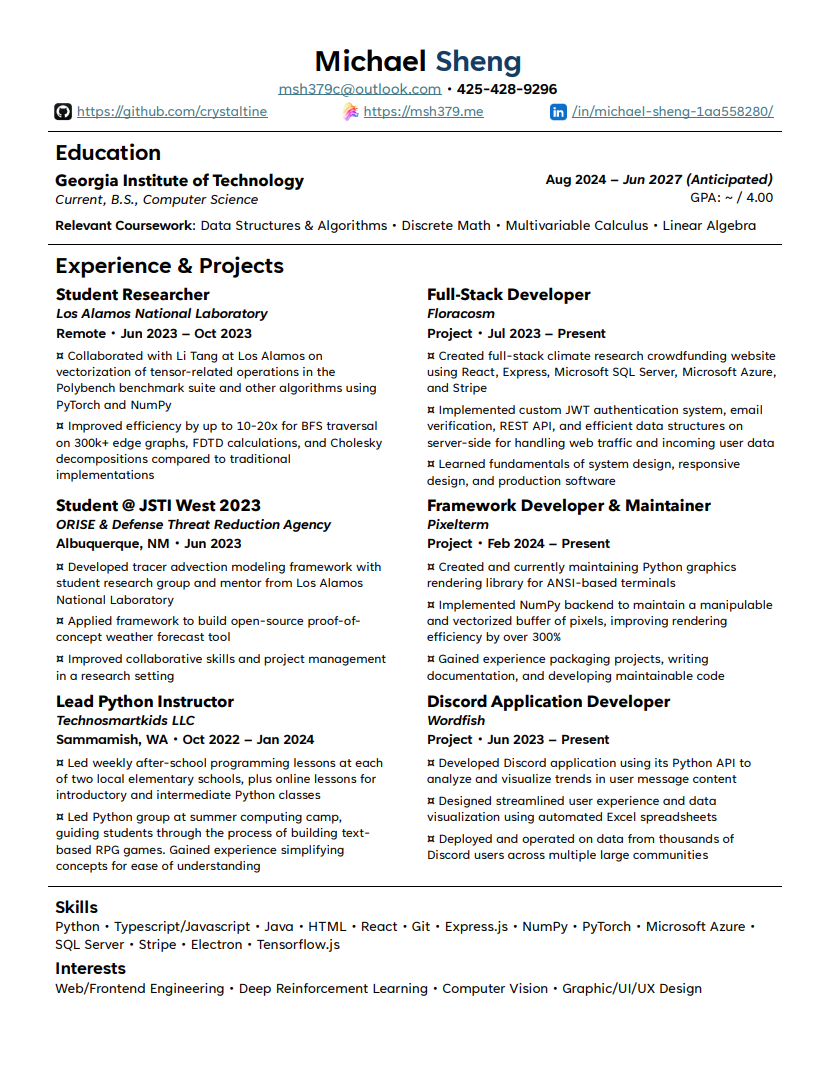 Michael Sheng
msh379c@outlook.com • 425-428-9296
https://github.com/crystaltine https://msh379.me /in/michael-sheng-1aa558280/
Education
Georgia Institute of Technology Aug 2024 – Jun 2027 (Anticipated)
Current, B.S., Computer Science GPA: ~ / 4.00
Relevant Coursework: Data Structures & Algorithms • Discrete Math • Multivariable Calculus • Linear Algebra
Experience & Projects
Student Researcher
Los Alamos National Laboratory
Remote • Jun 2023 – Oct 2023
¤ Collaborated with Li Tang at Los Alamos on
vectorization of tensor-related operations in the
Polybench benchmark suite and other algorithms using
PyTorch and NumPy
¤ Improved efficiency by up to 10-20x for BFS traversal
on 300k+ edge graphs, FDTD calculations, and Cholesky
decompositions compared to traditional
implementations
Student @ JSTI West 2023
ORISE & Defense Threat Reduction Agency
Albuquerque, NM • Jun 2023
¤ Developed tracer advection modeling framework with
student research group and mentor from Los Alamos
National Laboratory
¤ Applied framework to build open-source proof-of-
concept weather forecast tool
¤ Improved collaborative skills and project management
in a research setting
Lead Python Instructor
Technosmartkids LLC
Sammamish, WA • Oct 2022 – Jan 2024
¤ Led weekly after-school programming lessons at each
of two local elementary schools, plus online lessons for
introductory and intermediate Python classes
¤ Led Python group at summer computing camp,
guiding students through the process of building text-
based RPG games. Gained experience simplifying
concepts for ease of understanding
Full-Stack Developer
Floracosm
Project • Jul 2023 – Present
¤ Created full-stack climate research crowdfunding website
using React, Express, Microsoft SQL Server, Microsoft Azure,
and Stripe
¤ Implemented custom JWT authentication system, email
verification, REST API, and efficient data structures on
server-side for handling web traffic and incoming user data
¤ Learned fundamentals of system design, responsive
design, and production software
Framework Developer & Maintainer
Pixelterm
Project • Feb 2024 – Present
¤ Created and currently maintaining Python graphics
rendering library for ANSI-based terminals
¤ Implemented NumPy backend to maintain a manipulable
and vectorized buffer of pixels, improving rendering
efficiency by over 300%
¤ Gained experience packaging projects, writing
documentation, and developing maintainable code
Discord Application Developer
Wordfish
Project • Jun 2023 – Present
¤ Developed Discord application using its Python API to
analyze and visualize trends in user message content
¤ Designed streamlined user experience and data
visualization using automated Excel spreadsheets
¤ Deployed and operated on data from thousands of
Discord users across multiple large communities
Skills
Python • Typescript/Javascript • Java • HTML • React • Git • Express.js • NumPy • PyTorch • Microsoft Azure •
SQL Server • Stripe • Electron • Tensorflow.js
Interests
Web/Frontend Engineering • Deep Reinforcement Learning • Computer Vision • Graphic/UI/UX Design